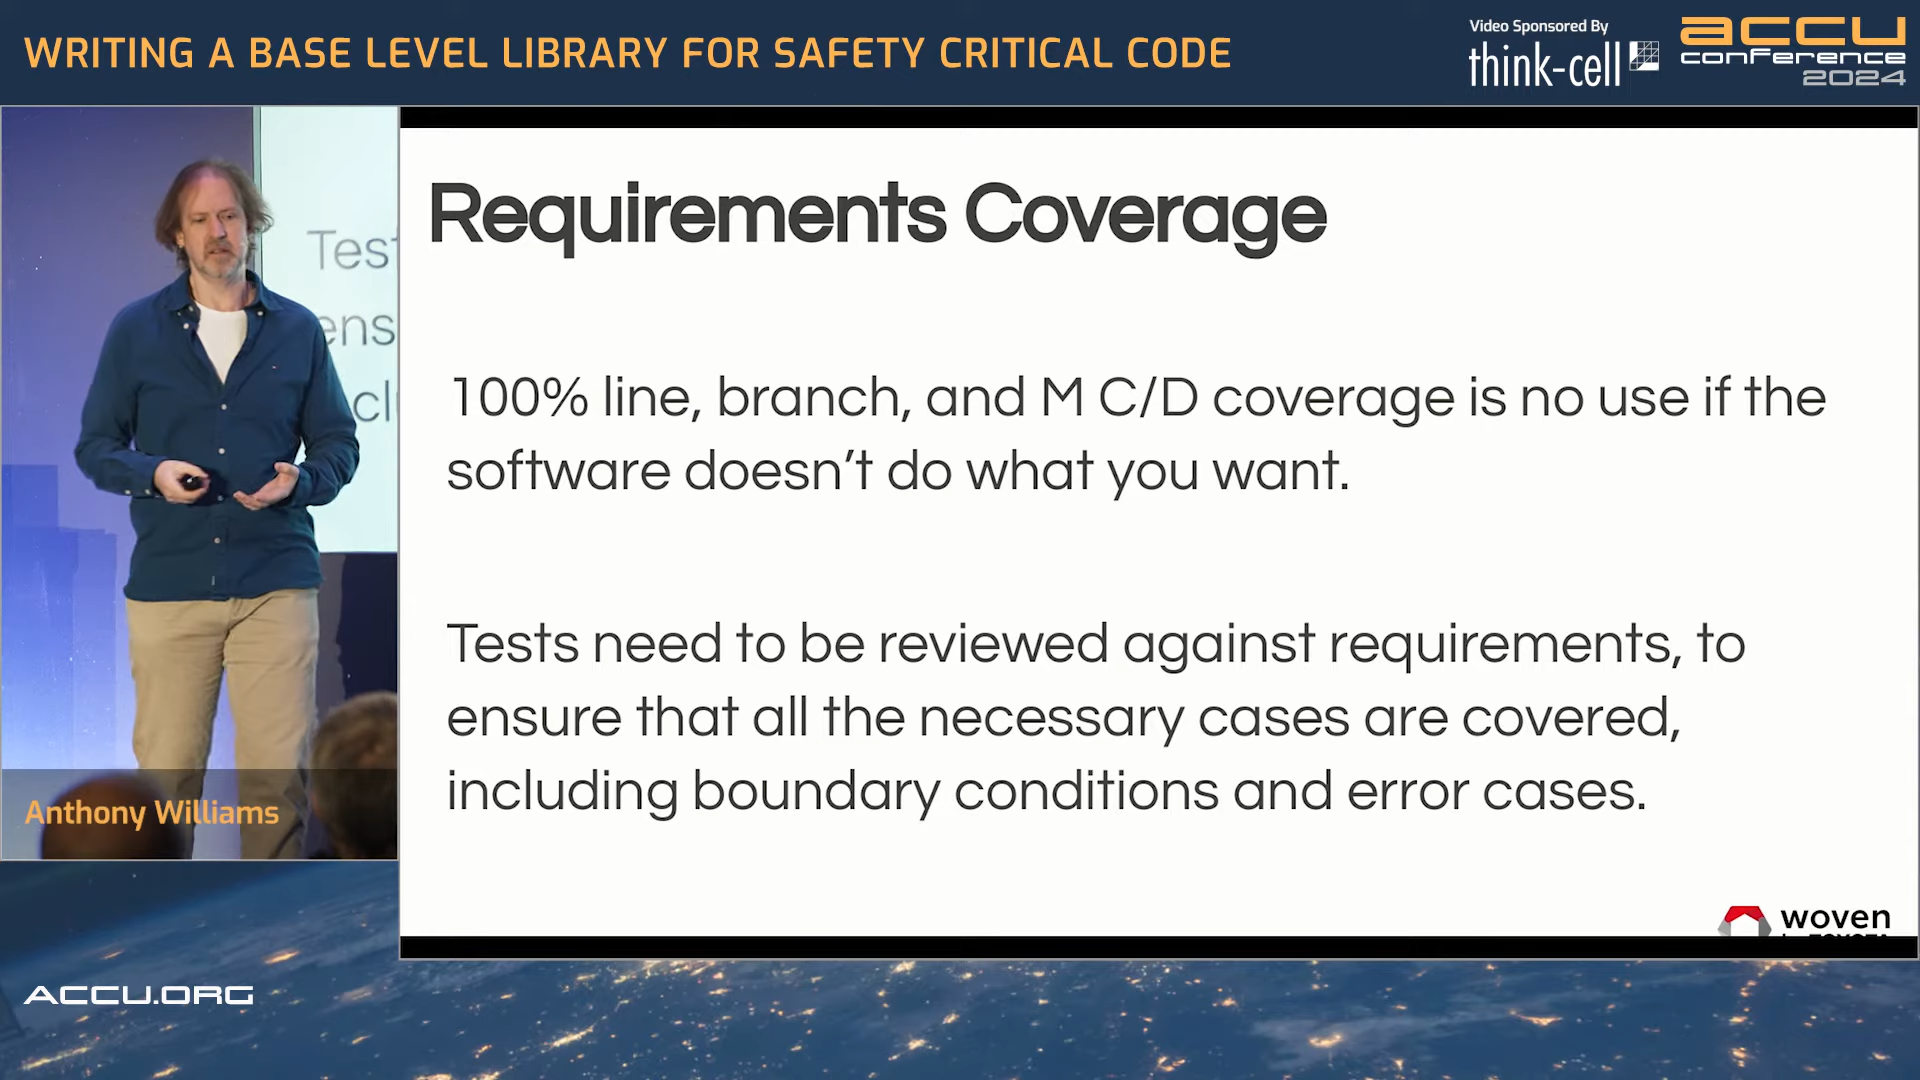 WRITING A BASE LEVEL LIBRARY FOR SAFETY CRITICAL CODE
Video Sponsored By
think-cell
accu
conference
2024
Tes
ens
cl
Requirements Coverage
100% line, branch, and M C/D coverage is no use if the
software doesn't do what you want.
Tests need to be reviewed against requirements, to
ensure that all the necessary cases are covered,
including boundary conditions and error cases.
Anthony Williams
woven
ACCU.ORG